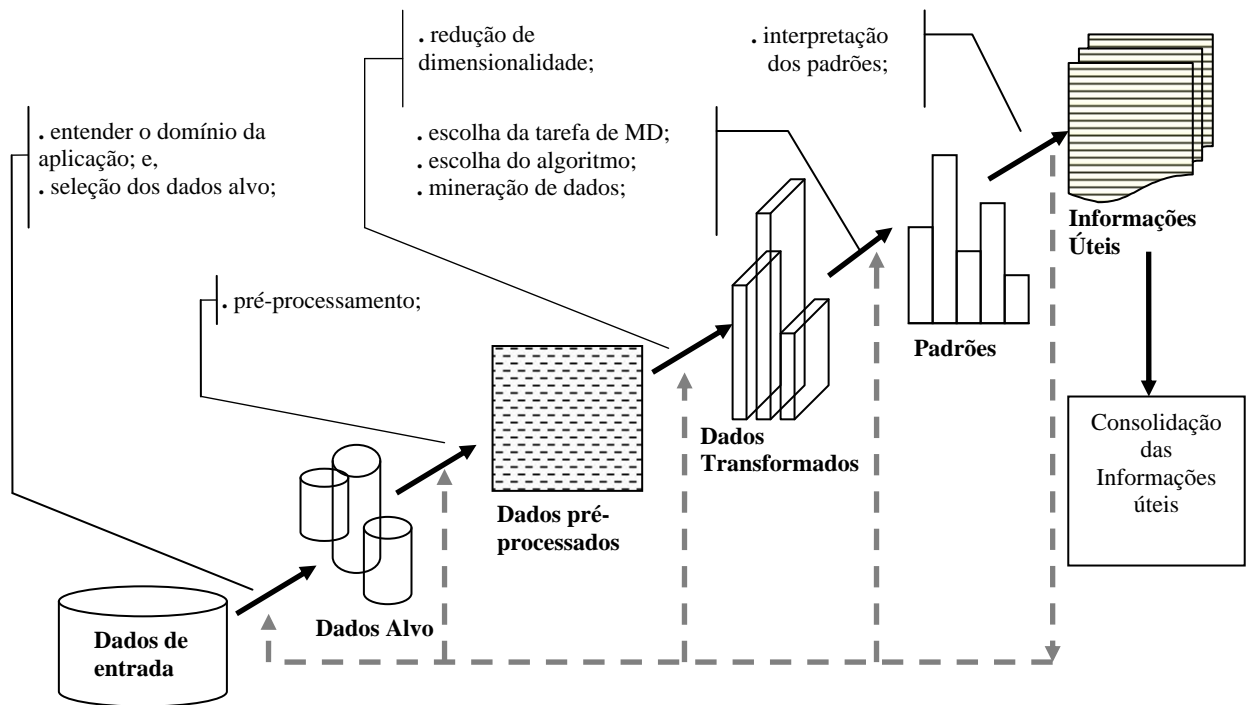 . redução de
dimensionalidade;
. interpretação
dos padrões;
. entender o domínio da
aplicação; e,
. seleção dos dados alvo;
. escolha da tarefa de MD;
. escolha do algoritmo;
. mineração de dados;
Informações
Úteis
. pré-processamento;
Padrões
Dados
Transformados
Consolidação
das
Informações
úteis
Dados pré-
processados
Dados Alvo
Dados de
entrada